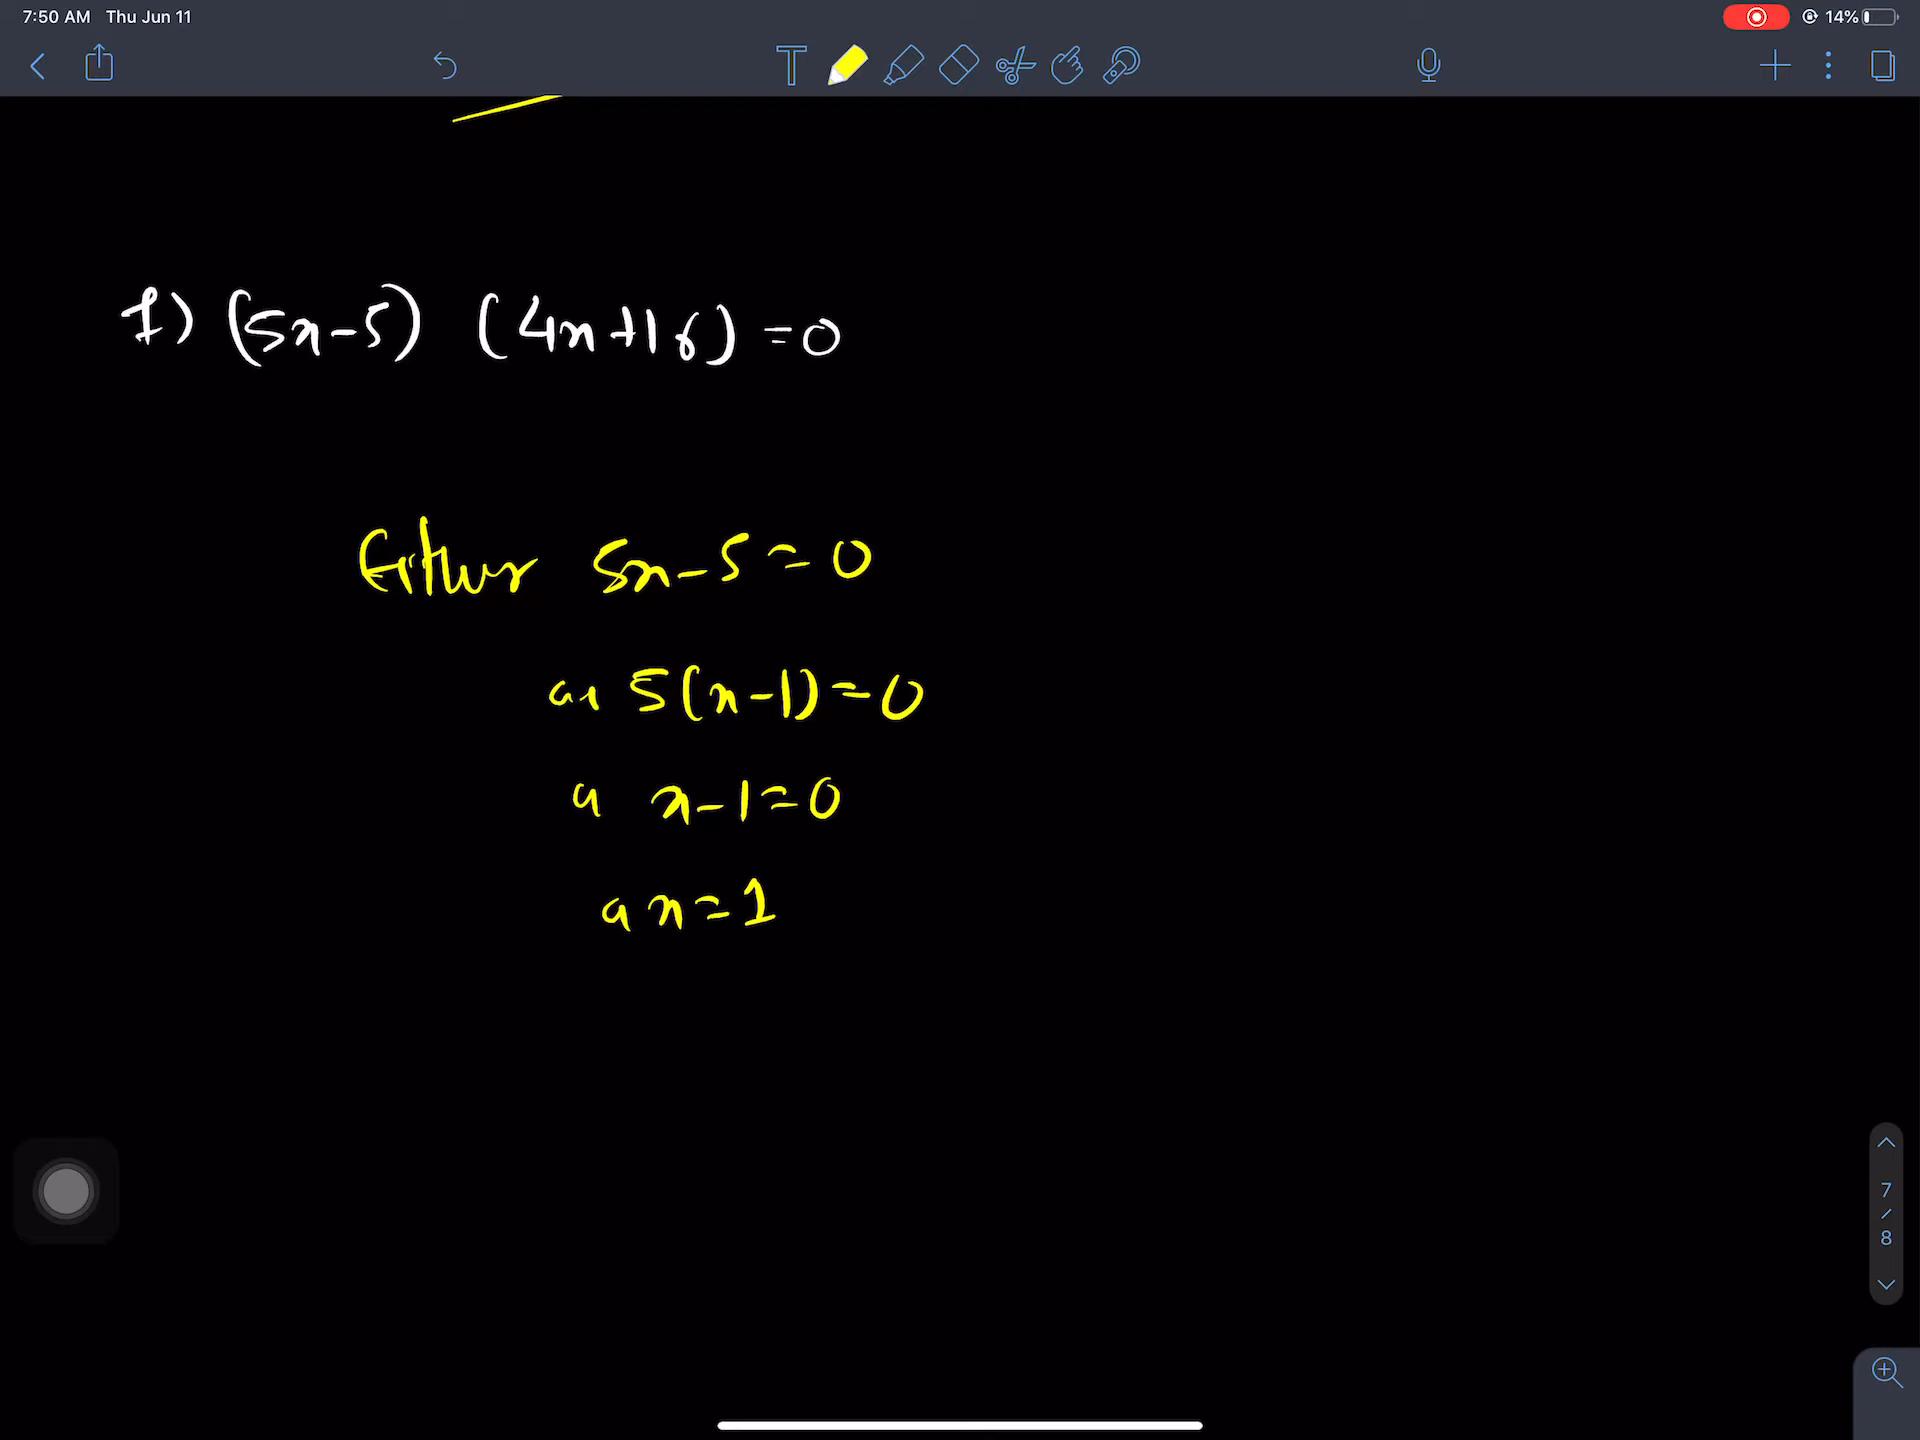 7:50 AM Thu Jun 11
14%
f) (5x-5) (4x+16) =0
Either 5x-5=0
or 5(x-1)=0
or x-1=0
or x=1
7
/
8